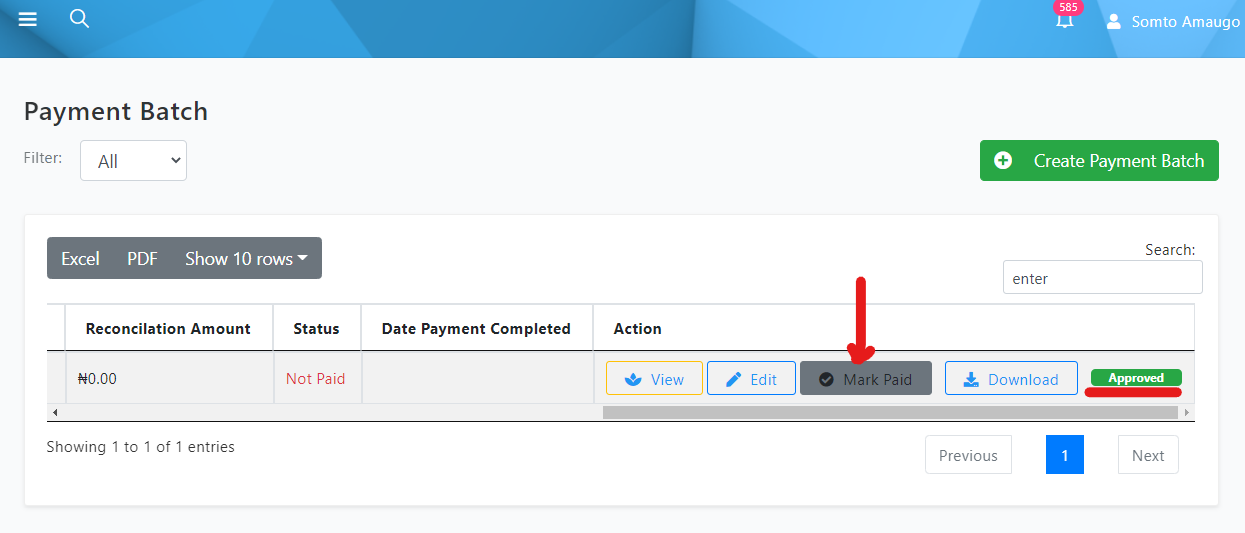 585
Somto Amaugo
Payment Batch
Filter:
All
Create Payment Batch
Excel PDF Show 10 rows
Search:
enter
Reconcilation Amount Status Date Payment Completed Action
₦0.00 Not Paid View Edit Mark Paid Download Approved
Showing 1 to 1 of 1 entries
Previous 1 Next